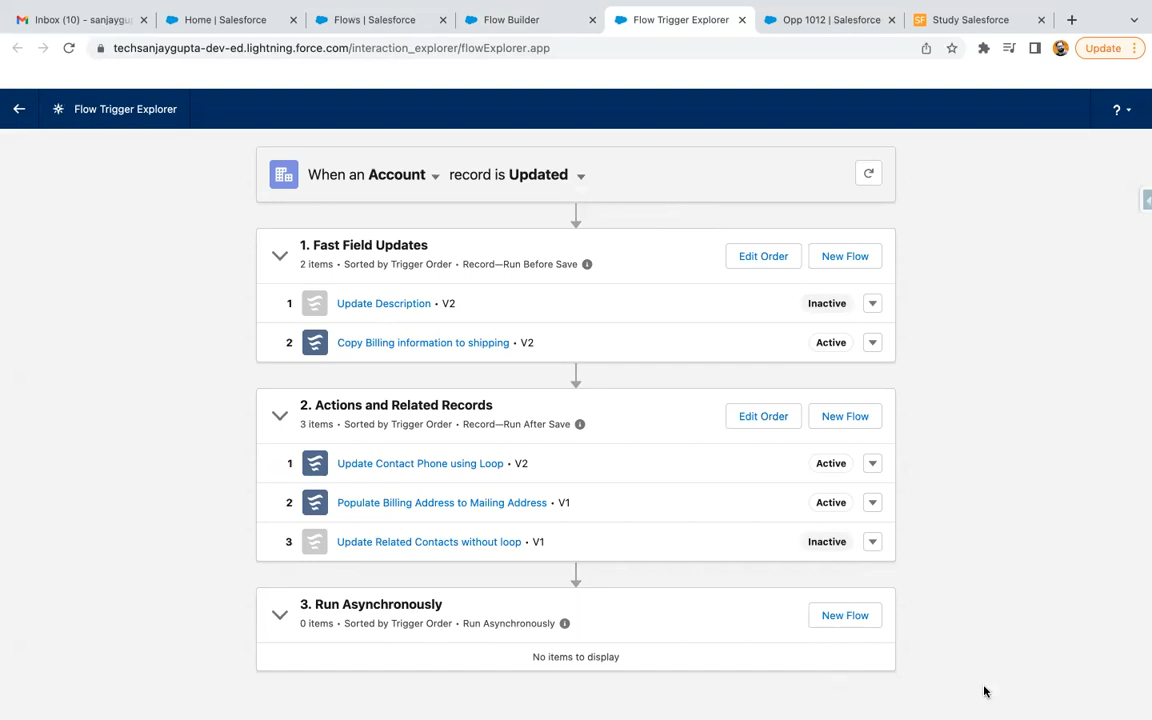 Inbox (10) - sanjaygu
Home | Salesforce
Flows | Salesforce
Flow Builder
Flow Trigger Explorer
Opp 1012 | Salesforce
SF Study Salesforce
techsanjaygupta-dev-ed.lightning.force.com/interaction_explorer/flowExplorer.app
Update
Flow Trigger Explorer
?
When an Account record is Updated
1. Fast Field Updates
2 items • Sorted by Trigger Order • Record—Run Before Save
Edit Order
New Flow
1 Update Description • V2 Inactive
2 Copy Billing information to shipping • V2 Active
2. Actions and Related Records
3 items • Sorted by Trigger Order • Record—Run After Save
Edit Order
New Flow
1 Update Contact Phone using Loop • V2 Active
2 Populate Billing Address to Mailing Address • V1 Active
3 Update Related Contacts without loop • V1 Inactive
3. Run Asynchronously
0 items • Sorted by Trigger Order • Run Asynchronously
New Flow
No items to display